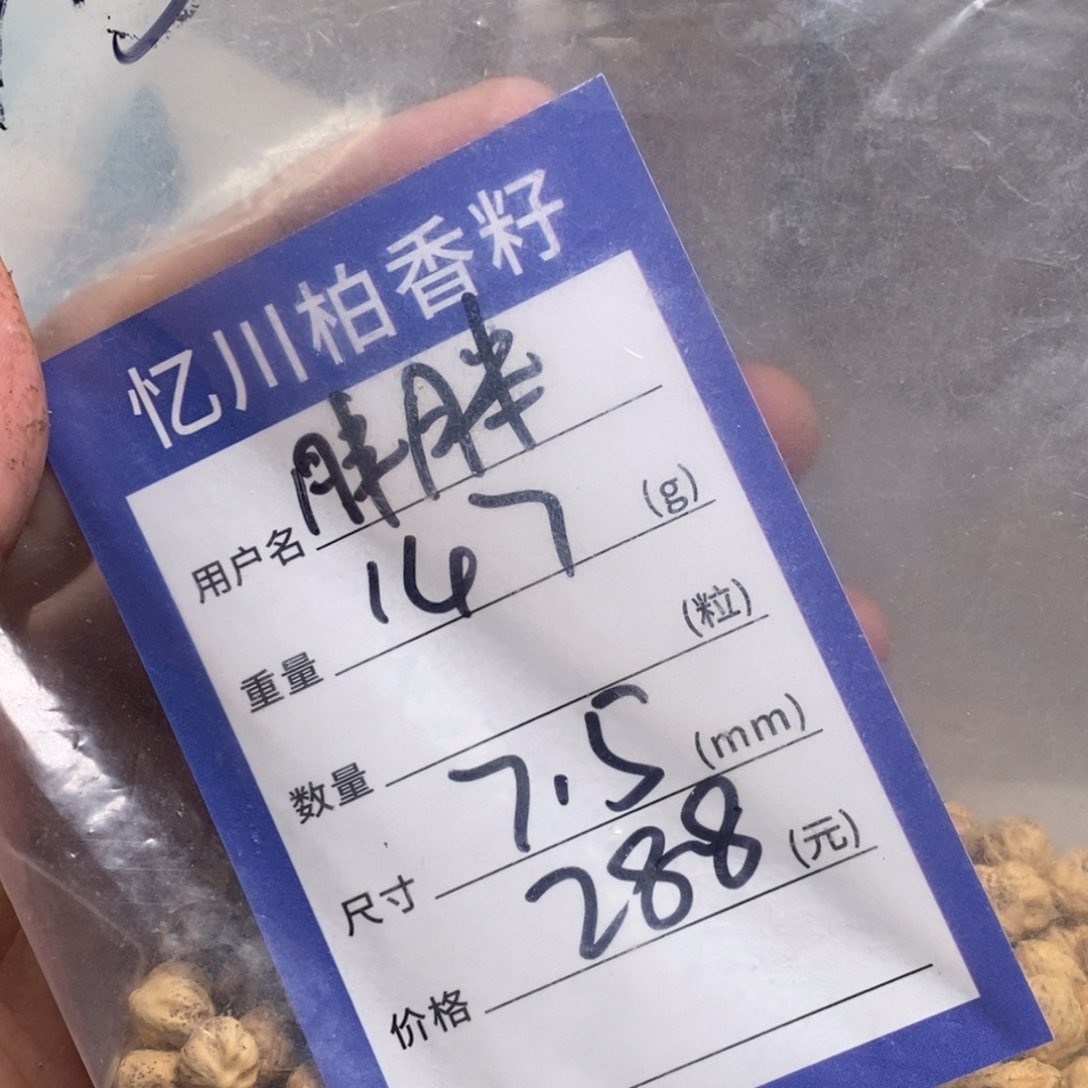 忆川柏香籽
用户名 胖胖
重量 147 (g)
数量 (粒)
尺寸 7.5 (mm)
价格 288 (元)